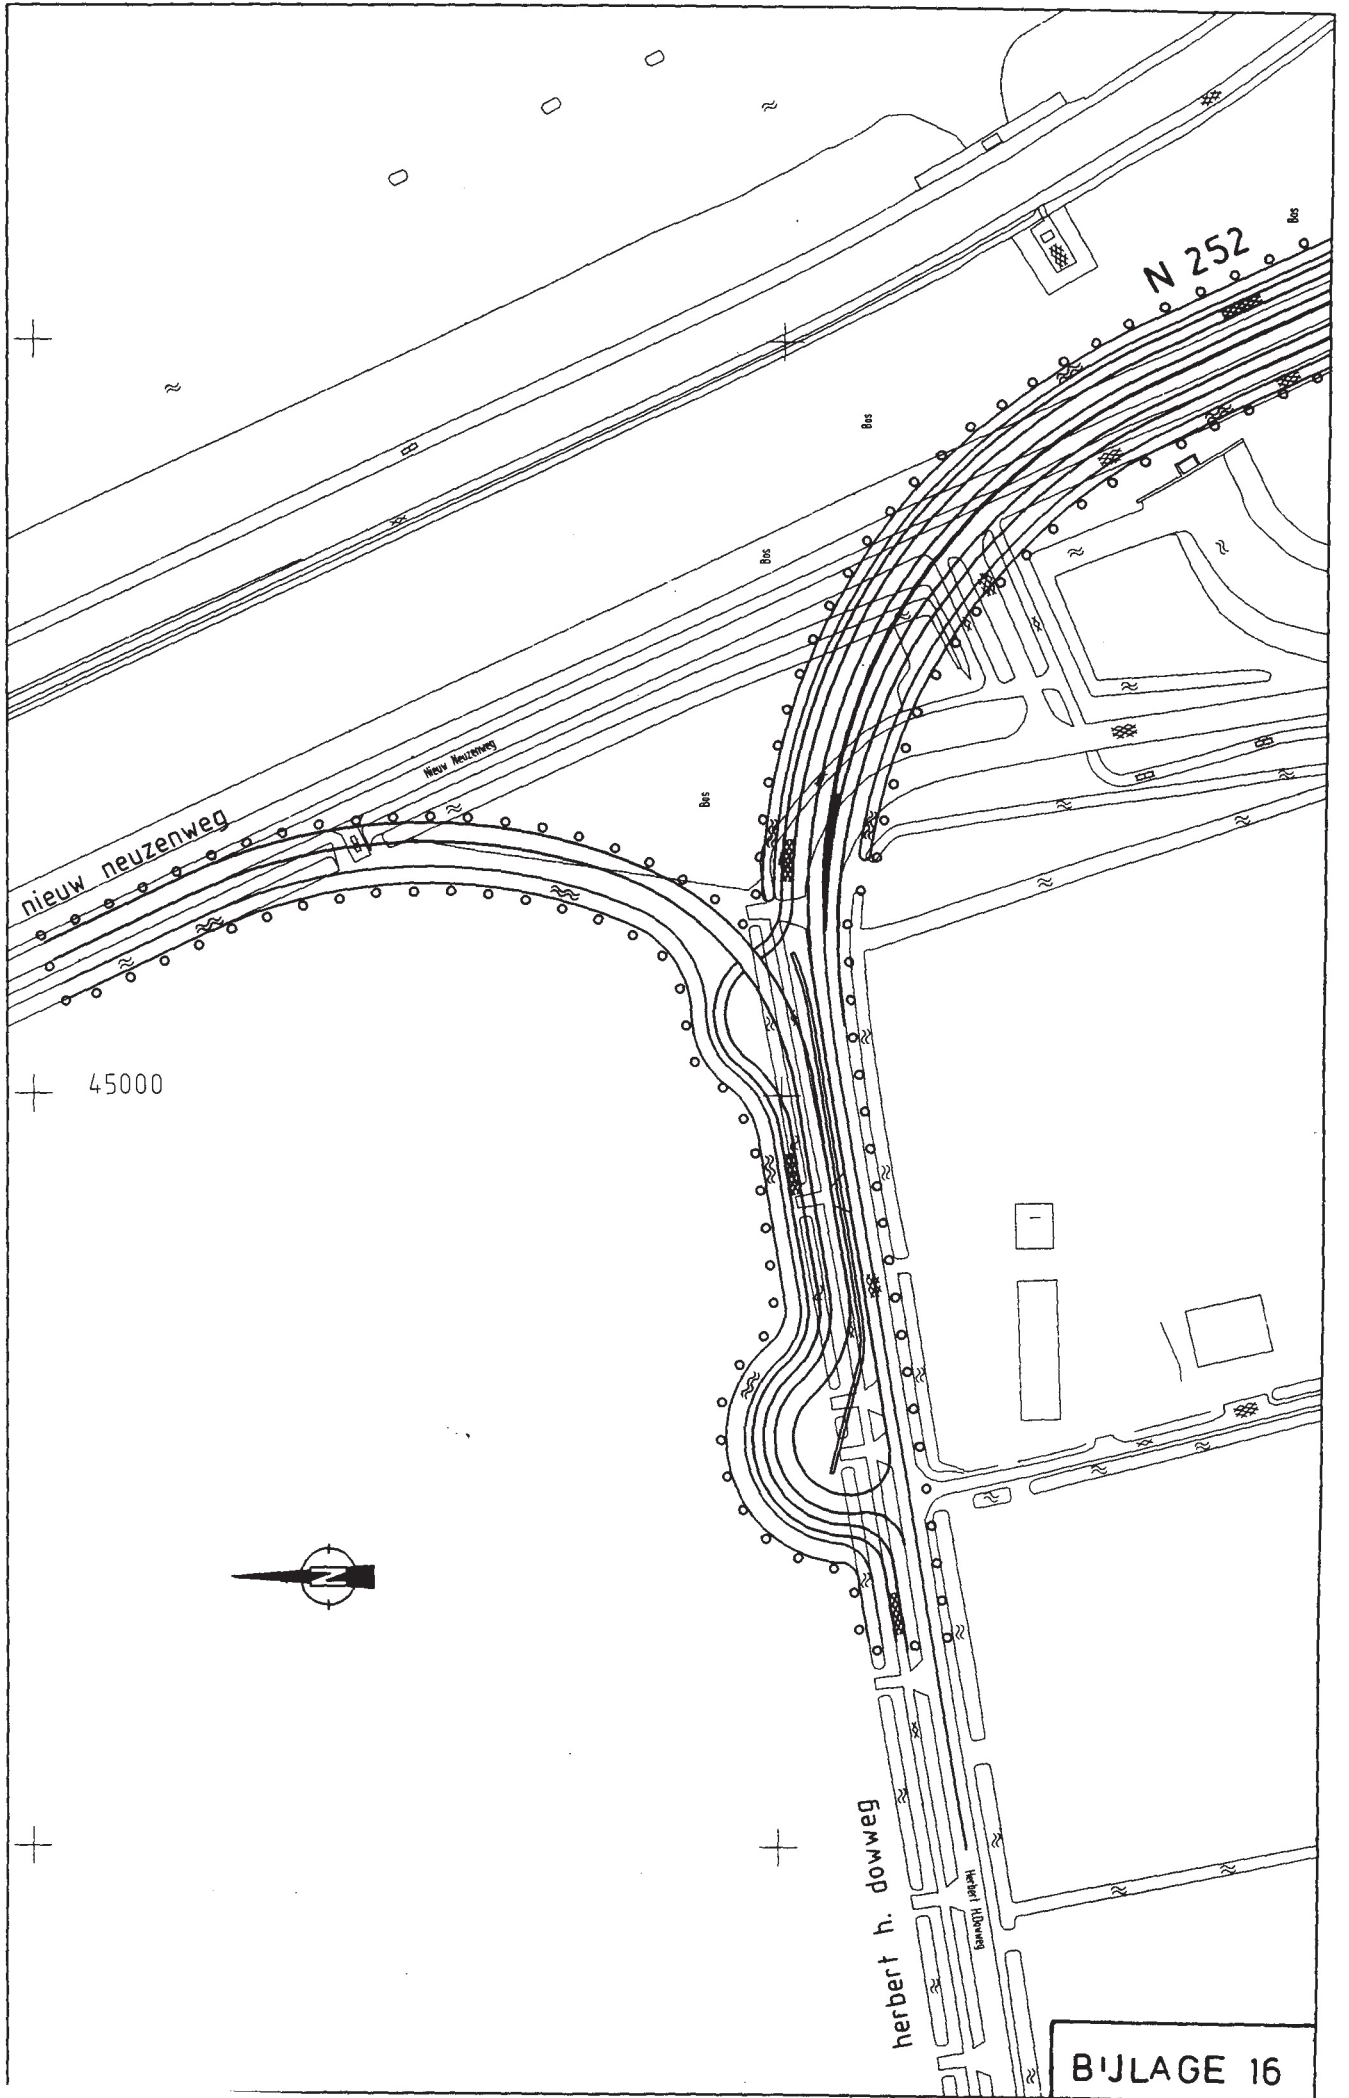 N 252
Bos
Bos
Bos
Nieuw Neuzenweg
Bos
nieuw neuzenweg
45000
N
herbert h. dowweg
Herbert H.Dowweg
BIJLAGE 16